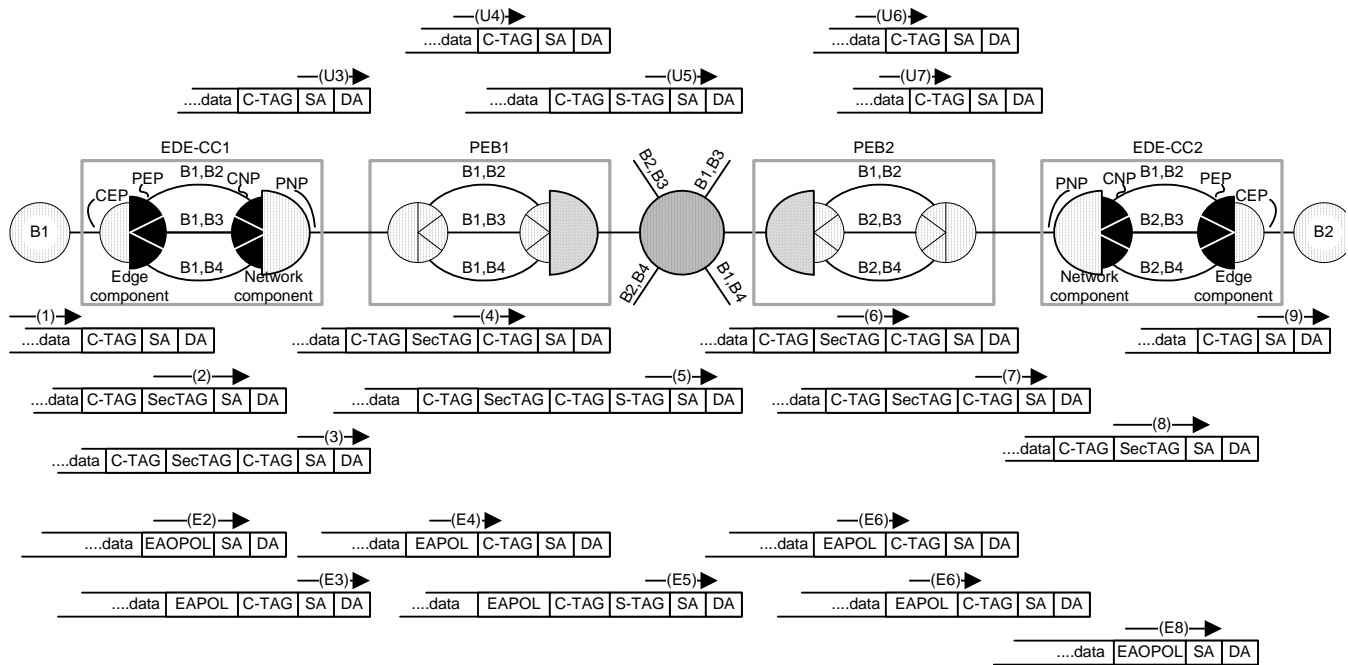 (U4) (U6)
....data C-TAG SA DA ....data C-TAG SA DA
(U3) (U5) (U7)
....data C-TAG SA DA ....data C-TAG S-TAG SA DA ....data C-TAG DA
EDE-CC1 PEB1 PEB2 EDE-CC2
B2,B3 B1,B3
CEP PEP B1,B2 CNP PNP B1,B2 B1,B2 PNP CNP B1,B2 PEP CEP
B1 B1,B3 B1,B3 B2,B3 B2,B3 B2
B1,B4 B1,B4 B2,B4 B2,B4
B2,B4 B1,B4
Edge component Network component Network component Edge component
(1) (4) (6) (9)
....data C-TAG SA DA ....data C-TAG SecTAG C-TAG SA DA ....data C-TAG SecTAG C-TAG SA DA ....data C-TAG SA DA
(2) (5) (7)
....data C-TAG SecTAG SA DA ....data C-TAG SecTAG C-TAG S-TAG SA DA ....data C-TAG SecTAG C-TAG SA DA
(3) (8)
....data C-TAG SecTAG C-TAG SA DA ....data C-TAG SecTAG SA DA
(E2) (E4) (E6)
....data EAOPOL SA DA ....data EAPOL C-TAG SA DA ....data EAPOL C-TAG SA DA
(E3) (E5) (E6)
....data EAPOL C-TAG SA DA ....data EAPOL C-TAG S-TAG SA DA ....data EAPOL C-TAG SA DA
(E8)
....data EAOPOL SA DA